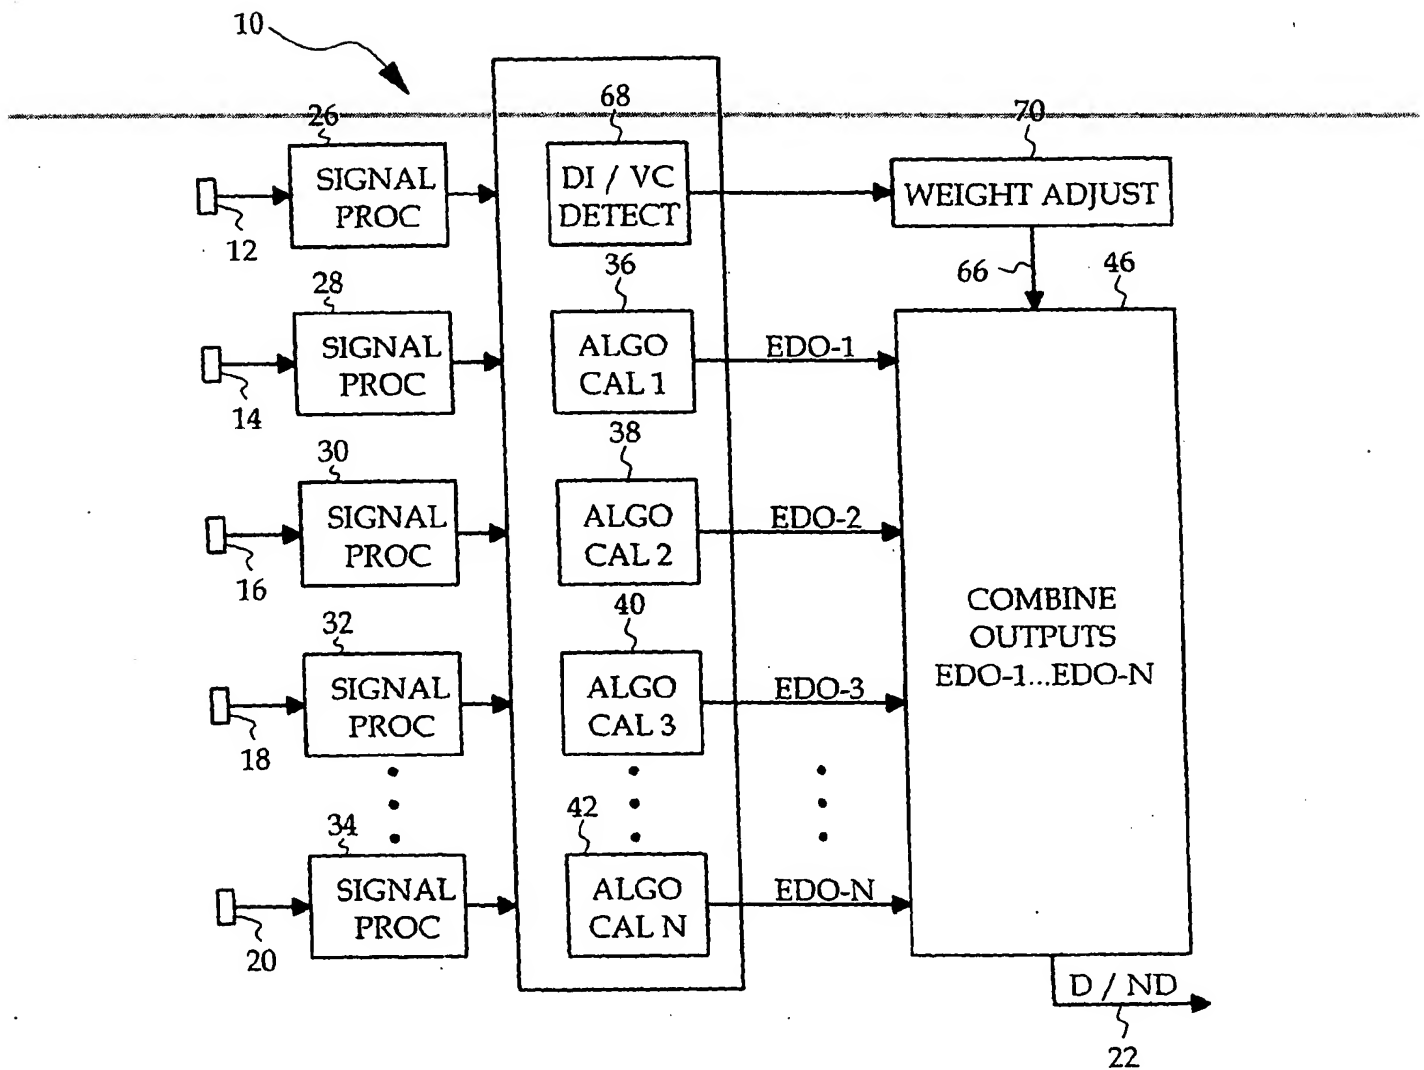 10
26
68
70
SIGNAL
PROC
DI / VC
DETECT
WEIGHT ADJUST
12
66
46
28
36
SIGNAL
PROC
ALGO
CAL 1
EDO-1
14
30
38
SIGNAL
PROC
ALGO
CAL 2
EDO-2
16
COMBINE
OUTPUTS
EDO-1...EDO-N
32
40
SIGNAL
PROC
ALGO
CAL 3
EDO-3
18
34
42
SIGNAL
PROC
ALGO
CAL N
EDO-N
20
D / ND
22